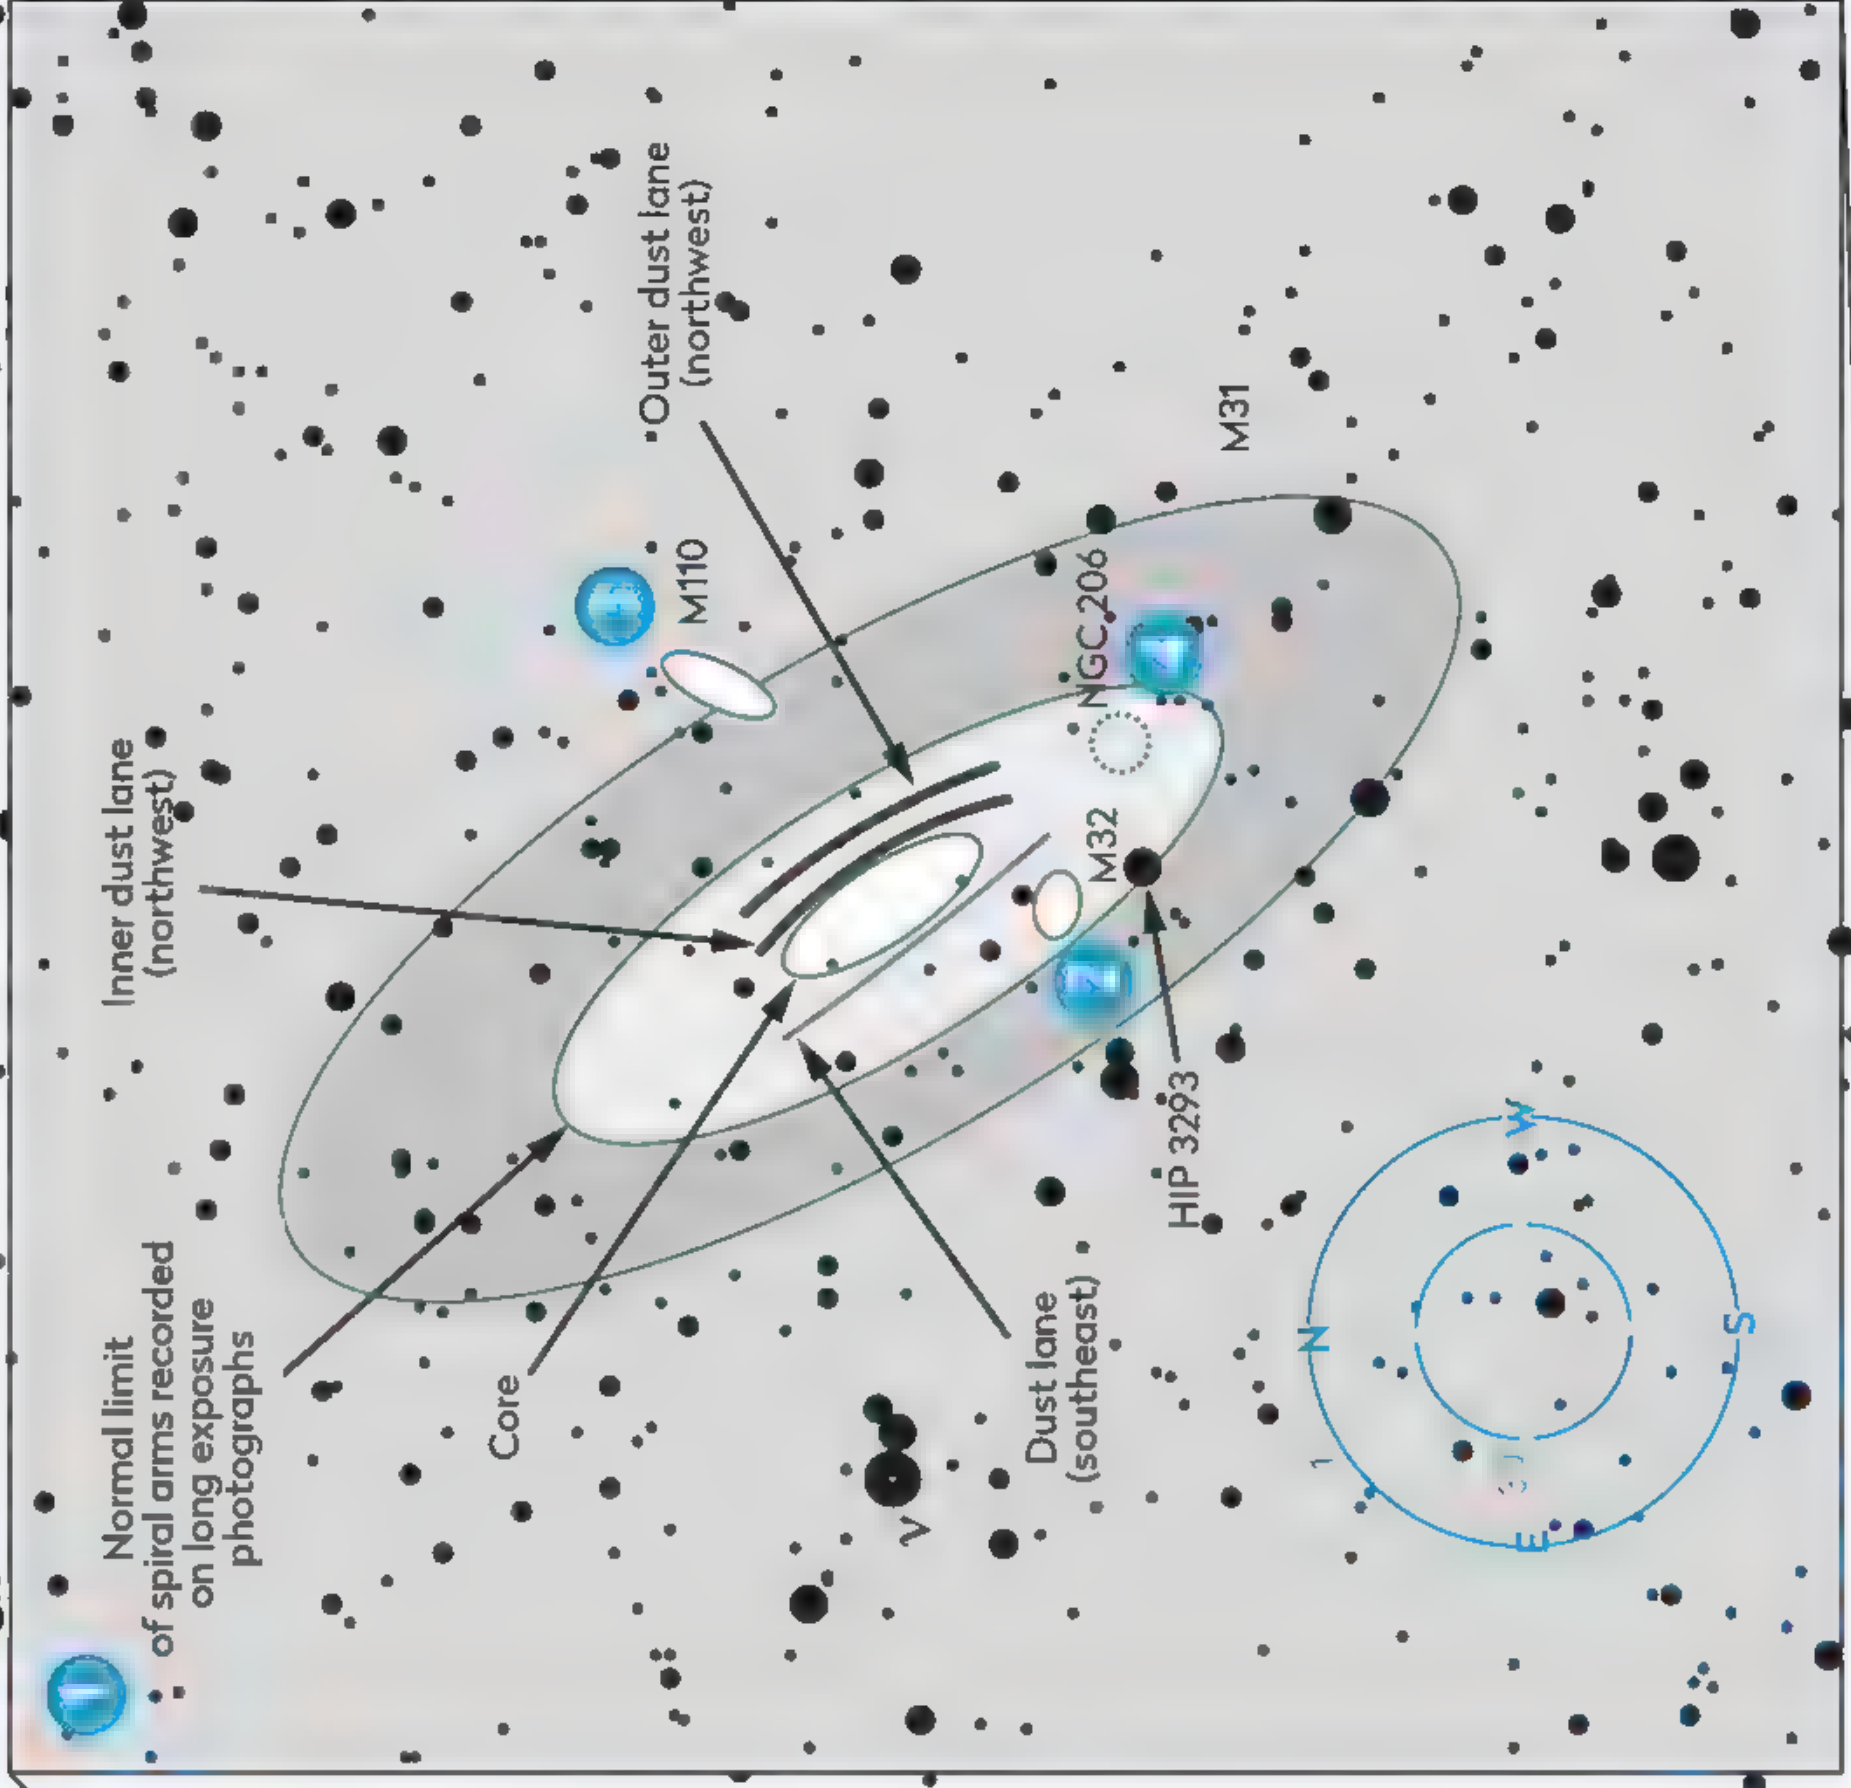 1
Normal limit
of spiral arms recorded
on long exposure
photographs
Inner dust lane
(northwest)
Core
M110
Outer dust lane
(northwest)
ν
Dust lane
(southeast)
M32
NGC 206
HIP 3293
M31
N
E
W
S